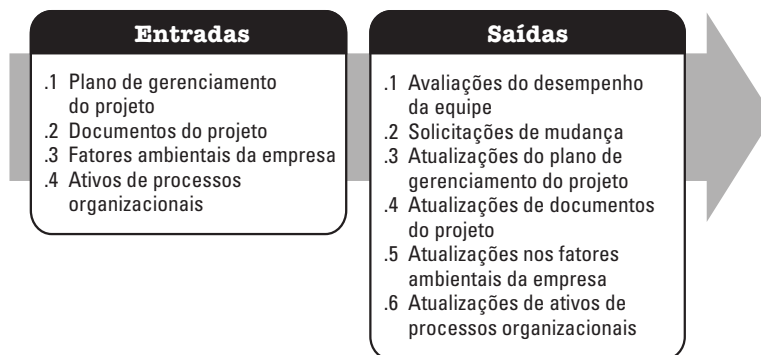 Entradas
.1 Plano de gerenciamento
do projeto
.2 Documentos do projeto
.3 Fatores ambientais da empresa
.4 Ativos de processos
organizacionais
Saídas
.1 Avaliações do desempenho
da equipe
.2 Solicitações de mudança
.3 Atualizações do plano de
gerenciamento do projeto
.4 Atualizações de documentos
do projeto
.5 Atualizações nos fatores
ambientais da empresa
.6 Atualizações de ativos de
processos organizacionais